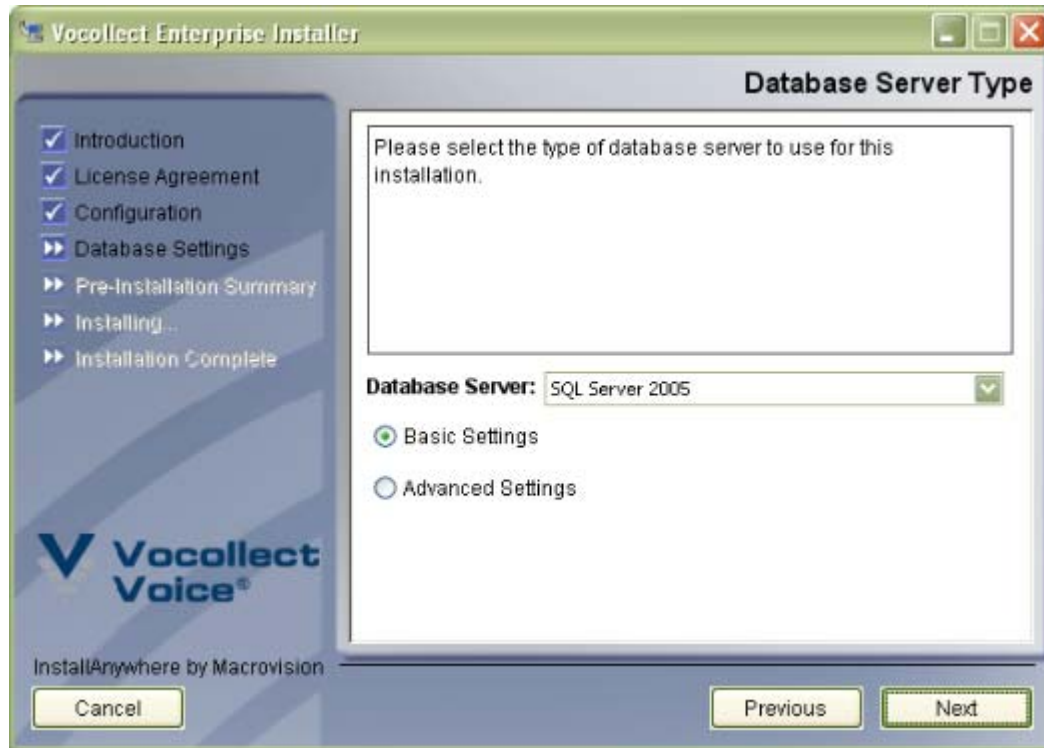 Vocollect Enterprise Installer
Database Server Type
Introduction
License Agreement
Configuration
Database Settings
Pre-Installation Summary
Installing...
Installation Complete
Please select the type of database server to use for this
installation.
Database Server: SQL Server 2005
Basic Settings
Advanced Settings
V Vocollect
Voice®
InstallAnywhere by Macrovision
Cancel
Previous
Next